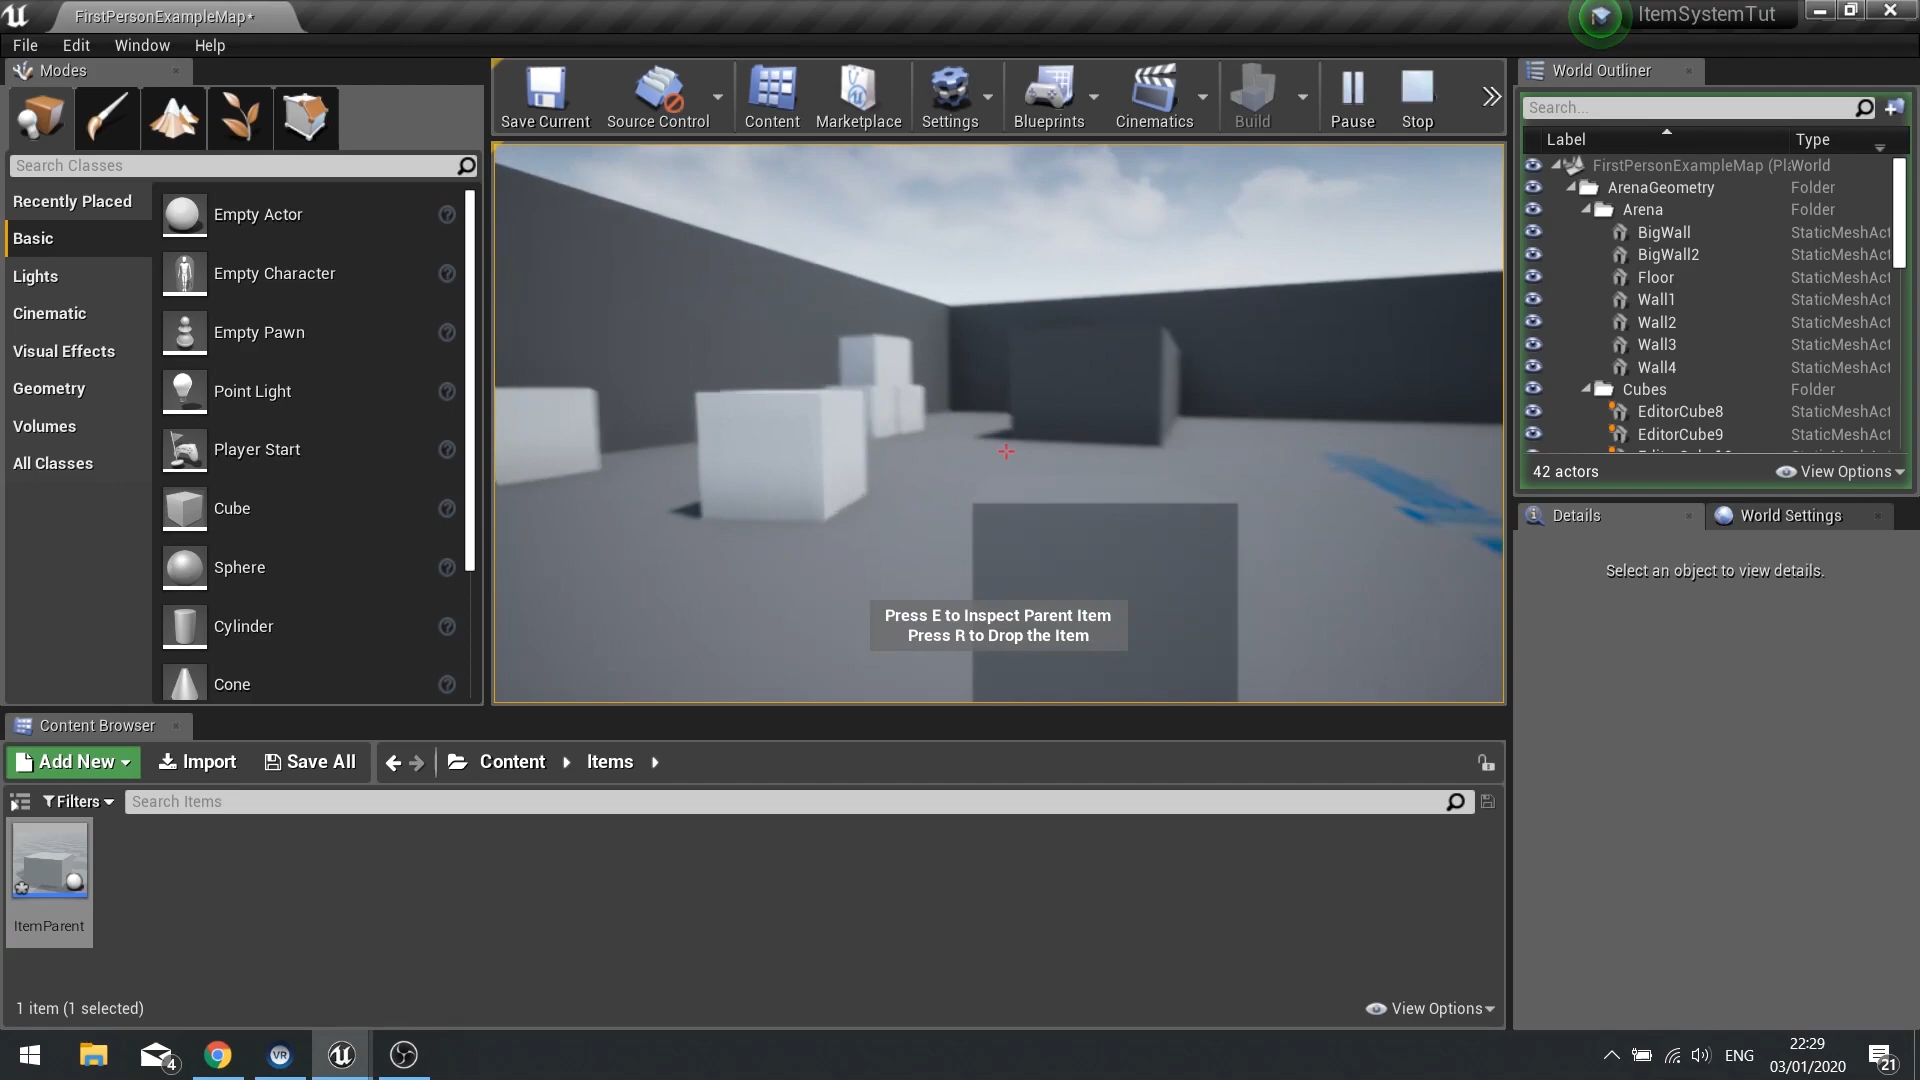 FirstPersonExampleMap*
ItemSystemTut
File Edit Window Help
Modes
Search Classes
Recently Placed
Basic
Lights
Cinematic
Visual Effects
Geometry
Volumes
All Classes
Empty Actor
Empty Character
Empty Pawn
Point Light
Player Start
Cube
Sphere
Cylinder
Cone
Save Current Source Control Content Marketplace Settings Blueprints Cinematics Build Pause Stop
Press E to Inspect Parent Item
Press R to Drop the Item
World Outliner
Search...
Label Type
FirstPersonExampleMap (Pla World
ArenaGeometry Folder
Arena Folder
BigWall StaticMeshAct
BigWall2 StaticMeshAct
Floor StaticMeshAct
Wall1 StaticMeshAct
Wall2 StaticMeshAct
Wall3 StaticMeshAct
Wall4 StaticMeshAct
Cubes Folder
EditorCube8 StaticMeshAct
EditorCube9 StaticMeshAct
42 actors View Options
Details World Settings
Select an object to view details.
Content Browser
Add New Import Save All Content Items
Filters Search Items
ItemParent
1 item (1 selected) View Options
4 VR ENG 22:29
03/01/2020
21